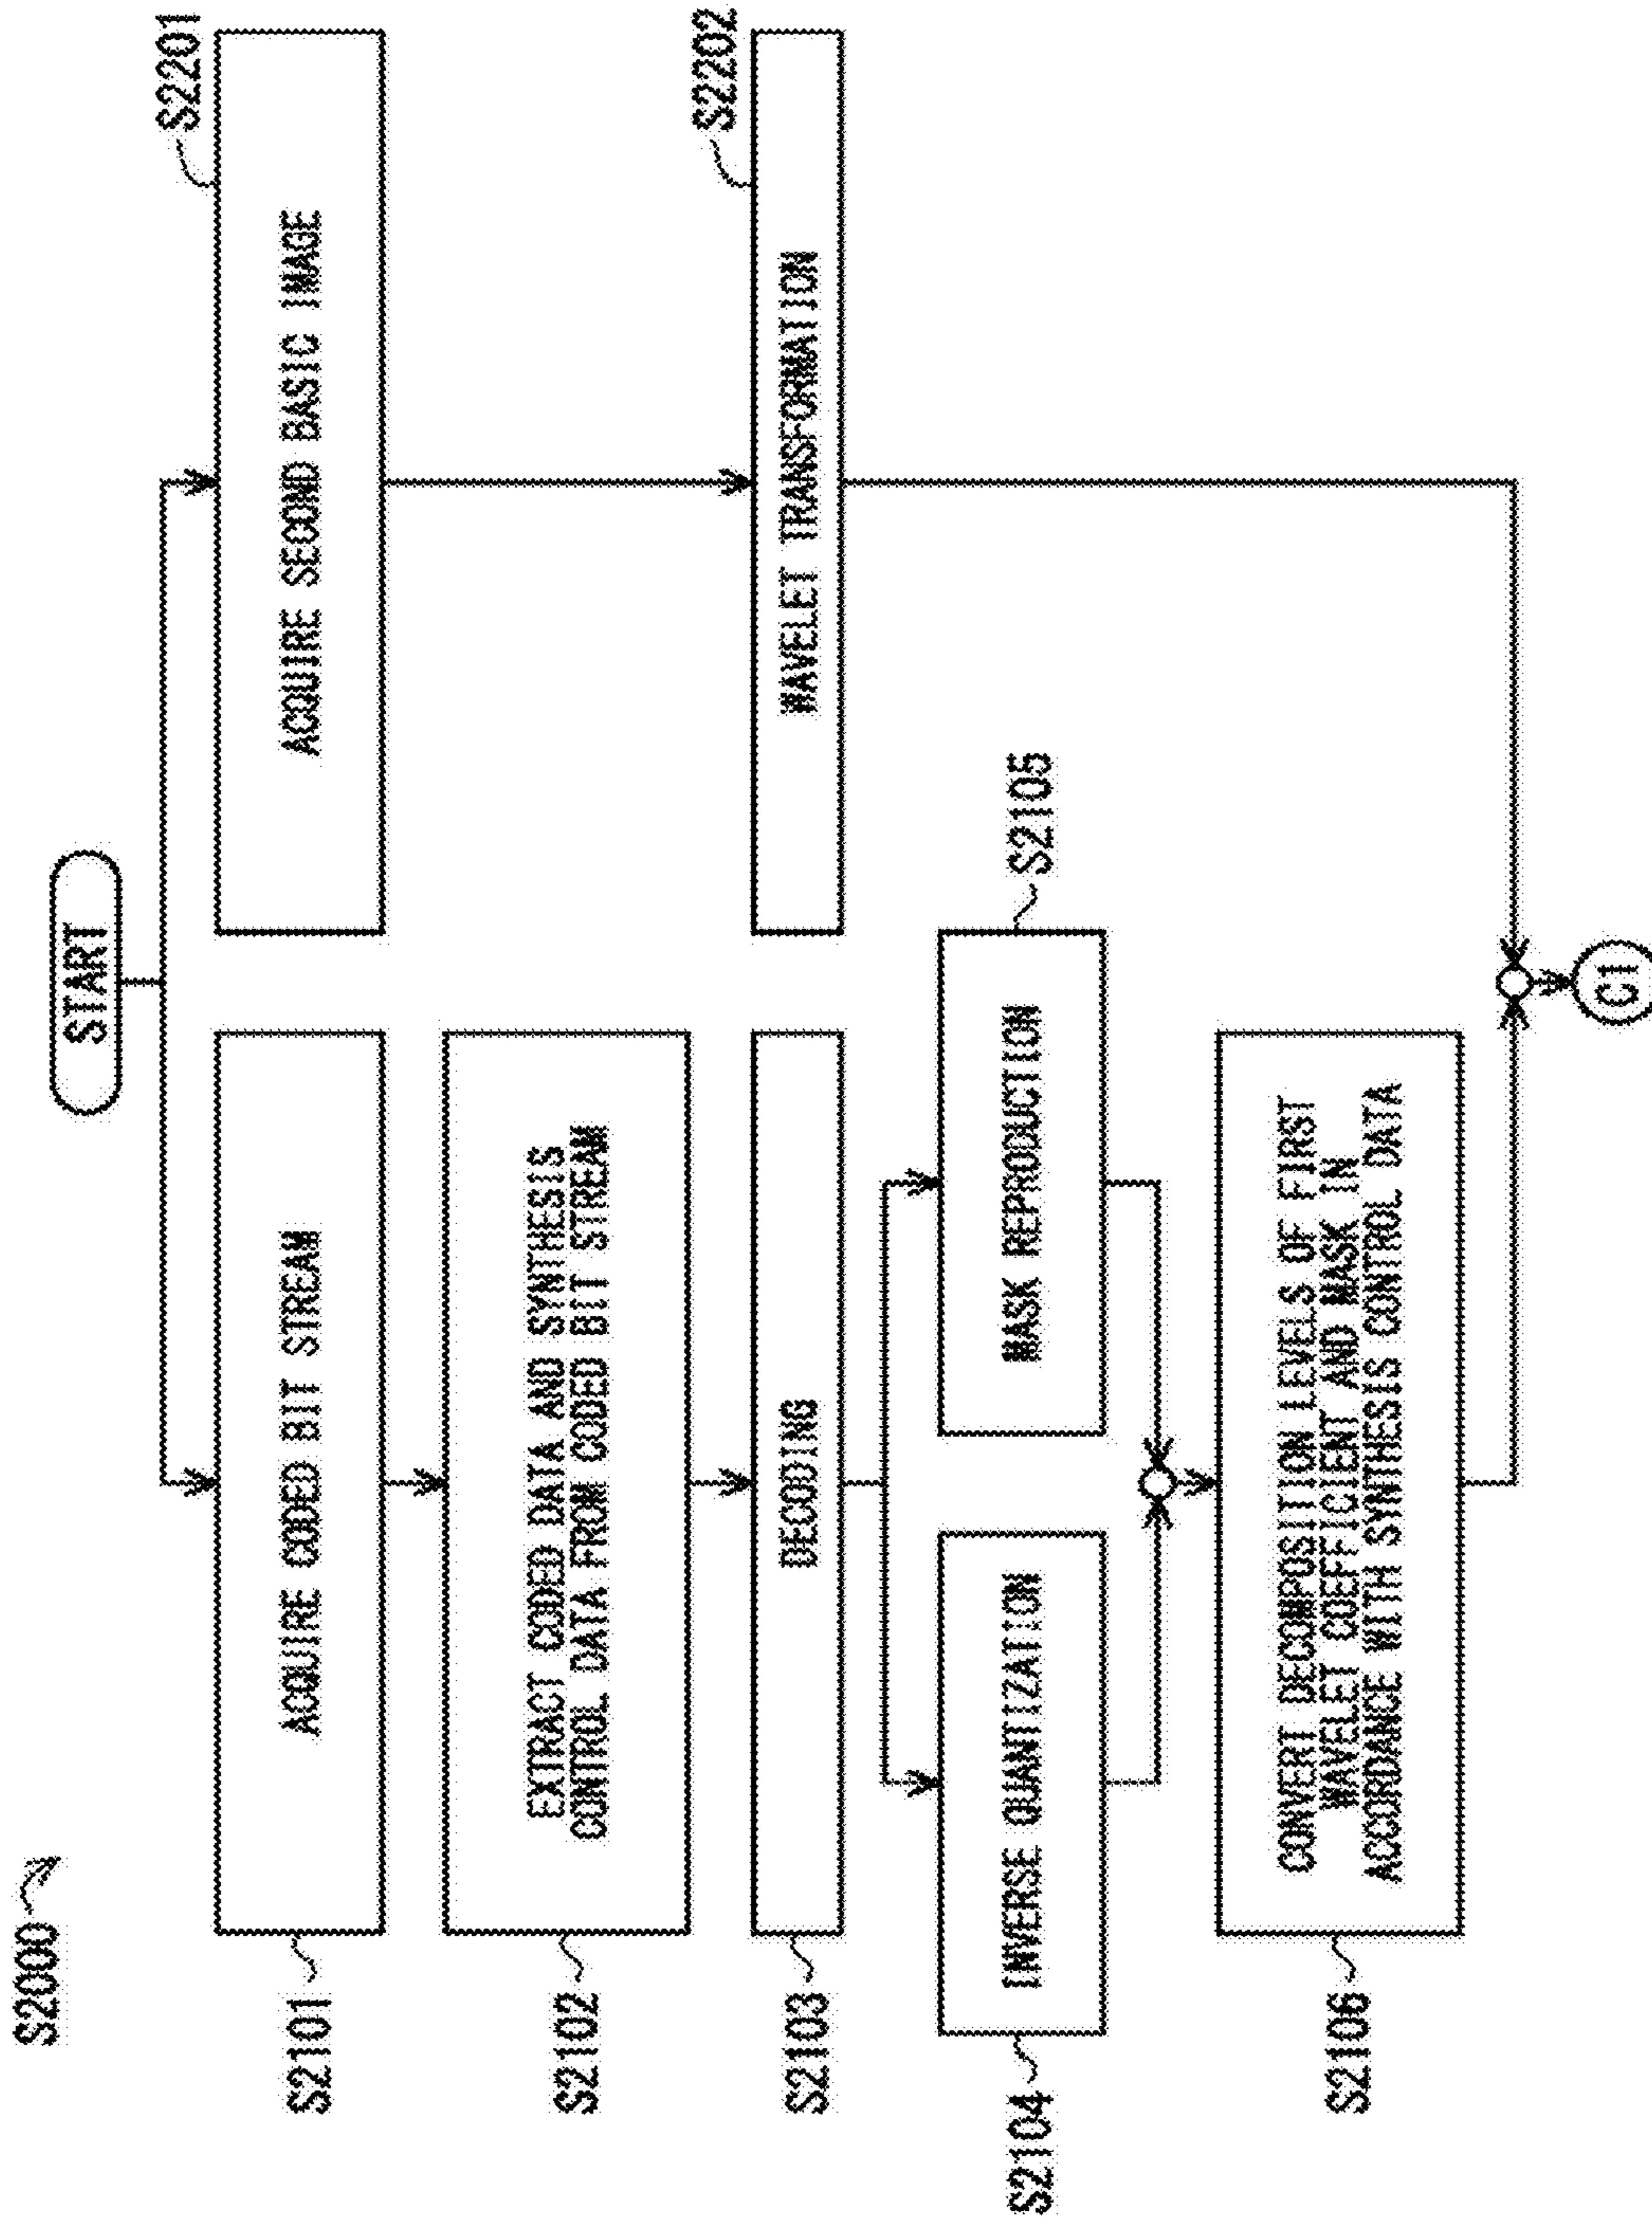 S2000
START
S2101
ACQUIRE CODED BIT STREAM
ACQUIRE SECOND BASIC IMAGE
S2201
S2102
EXTRACT CODED DATA AND SYNTHESIS
CONTROL DATA FROM CODED BIT STREAM
S2103
DECODING
WAVELET TRANSFORMATION
S2202
S2104
INVERSE QUANTIZATION
MASK REPRODUCTION
S2105
S2106
CONVERT DECOMPOSITION LEVELS OF FIRST
WAVELET COEFFICIENT AND MASK IN
ACCORDANCE WITH SYNTHESIS CONTROL DATA
C1